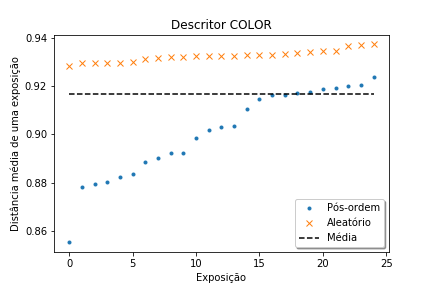 Descritor COLOR
Distância média de uma exposição
0.94
0.92
0.90
0.88
0.86
0
5
10
15
20
25
Exposição
Pós-ordem
Aleatório
Média